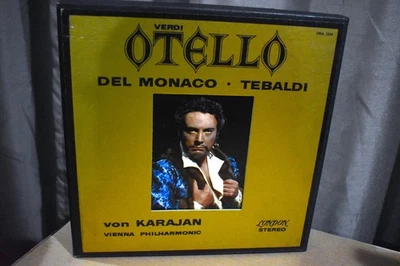 VERDI
OTELLO
DEL MONACO · TEBALDI
von KARAJAN
VIENNA PHILHARMONIC
LONDON
STEREO